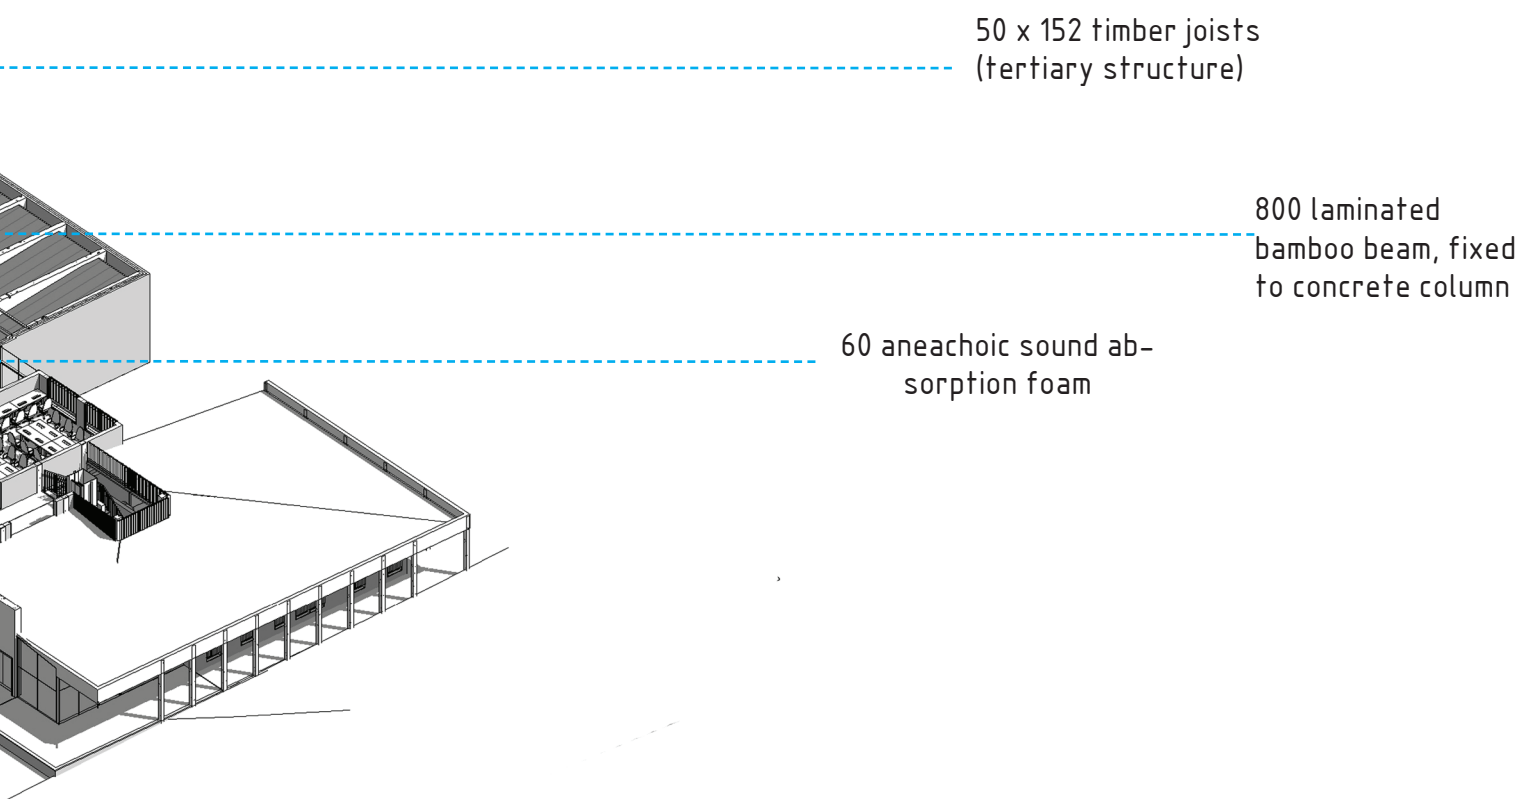 50 x 152 timber joists
(tertiary structure)
800 laminated
bamboo beam, fixed
to concrete column
60 aneachoic sound ab-
sorption foam